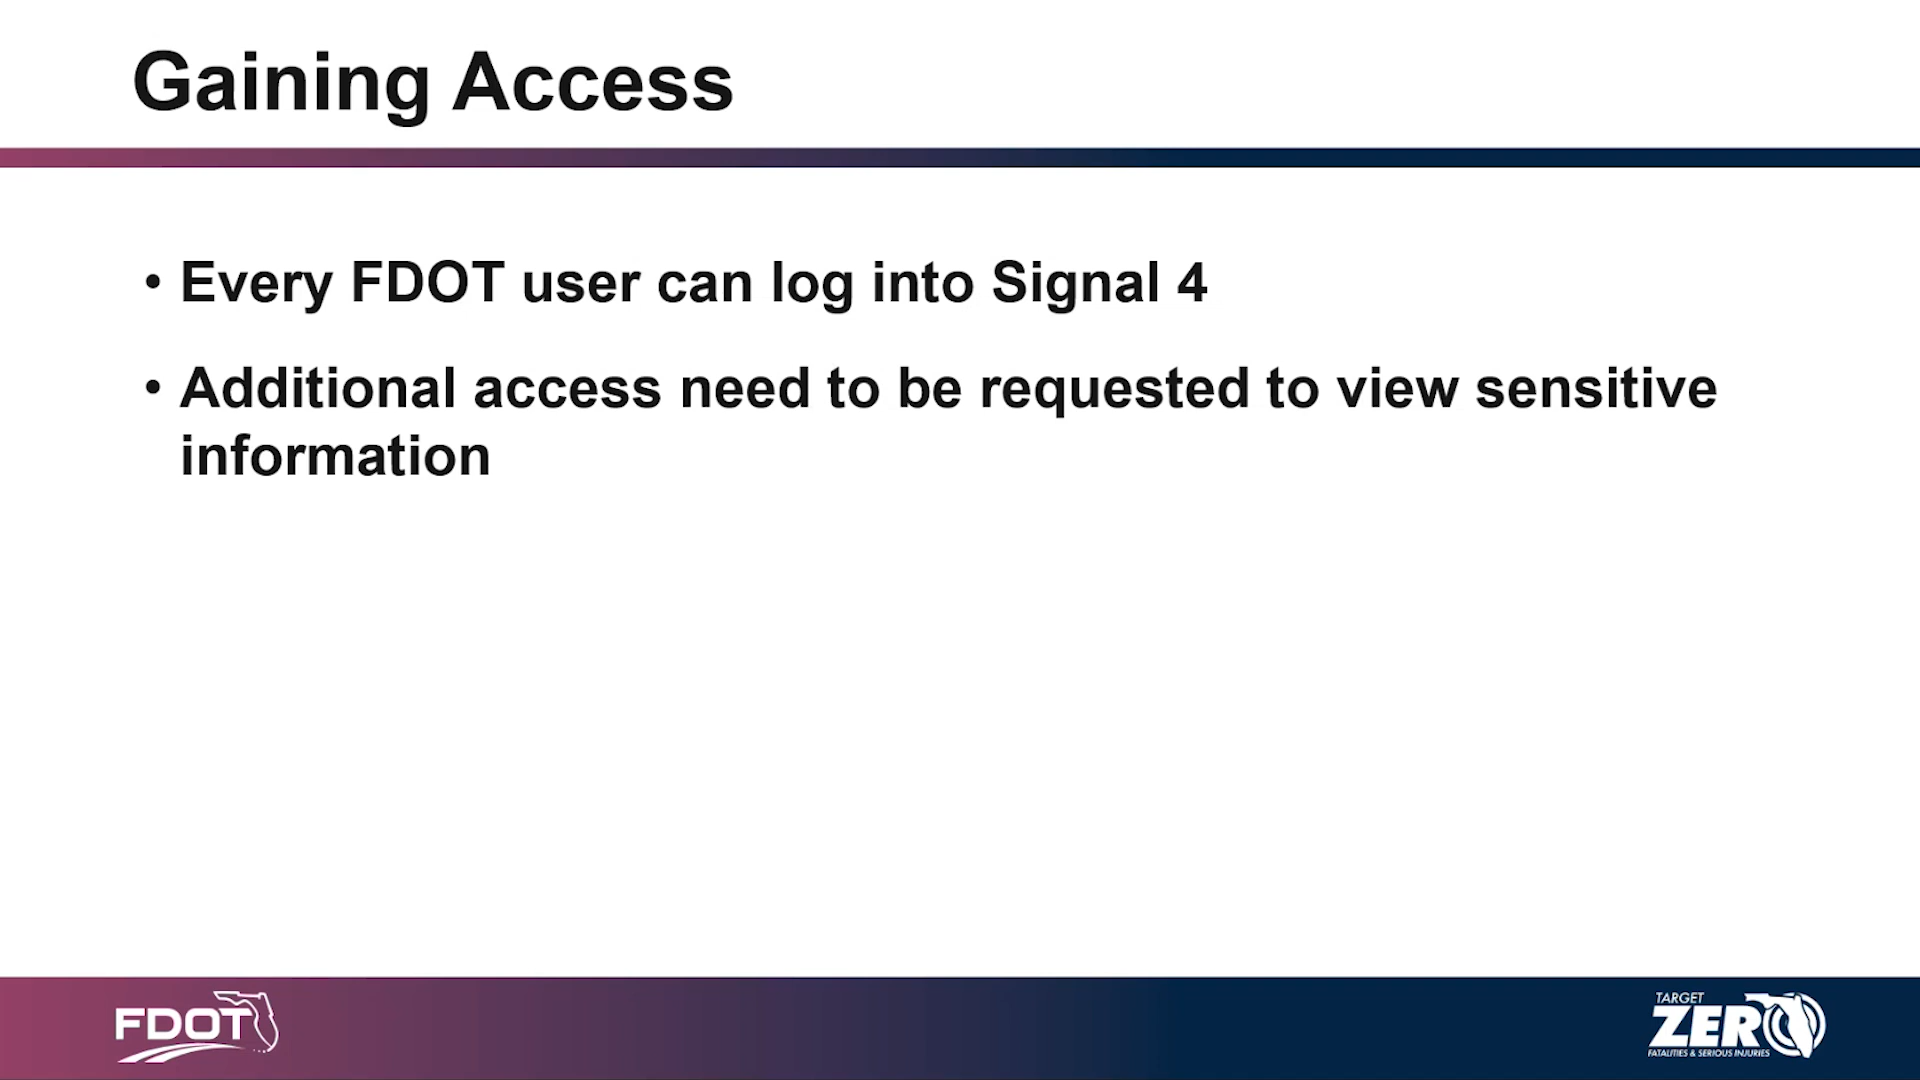 Gaining Access
• Every FDOT user can log into Signal 4
• Additional access need to be requested to view sensitive
information
FDOT
TARGET
ZERO
FATALITIES & SERIOUS INJURIES